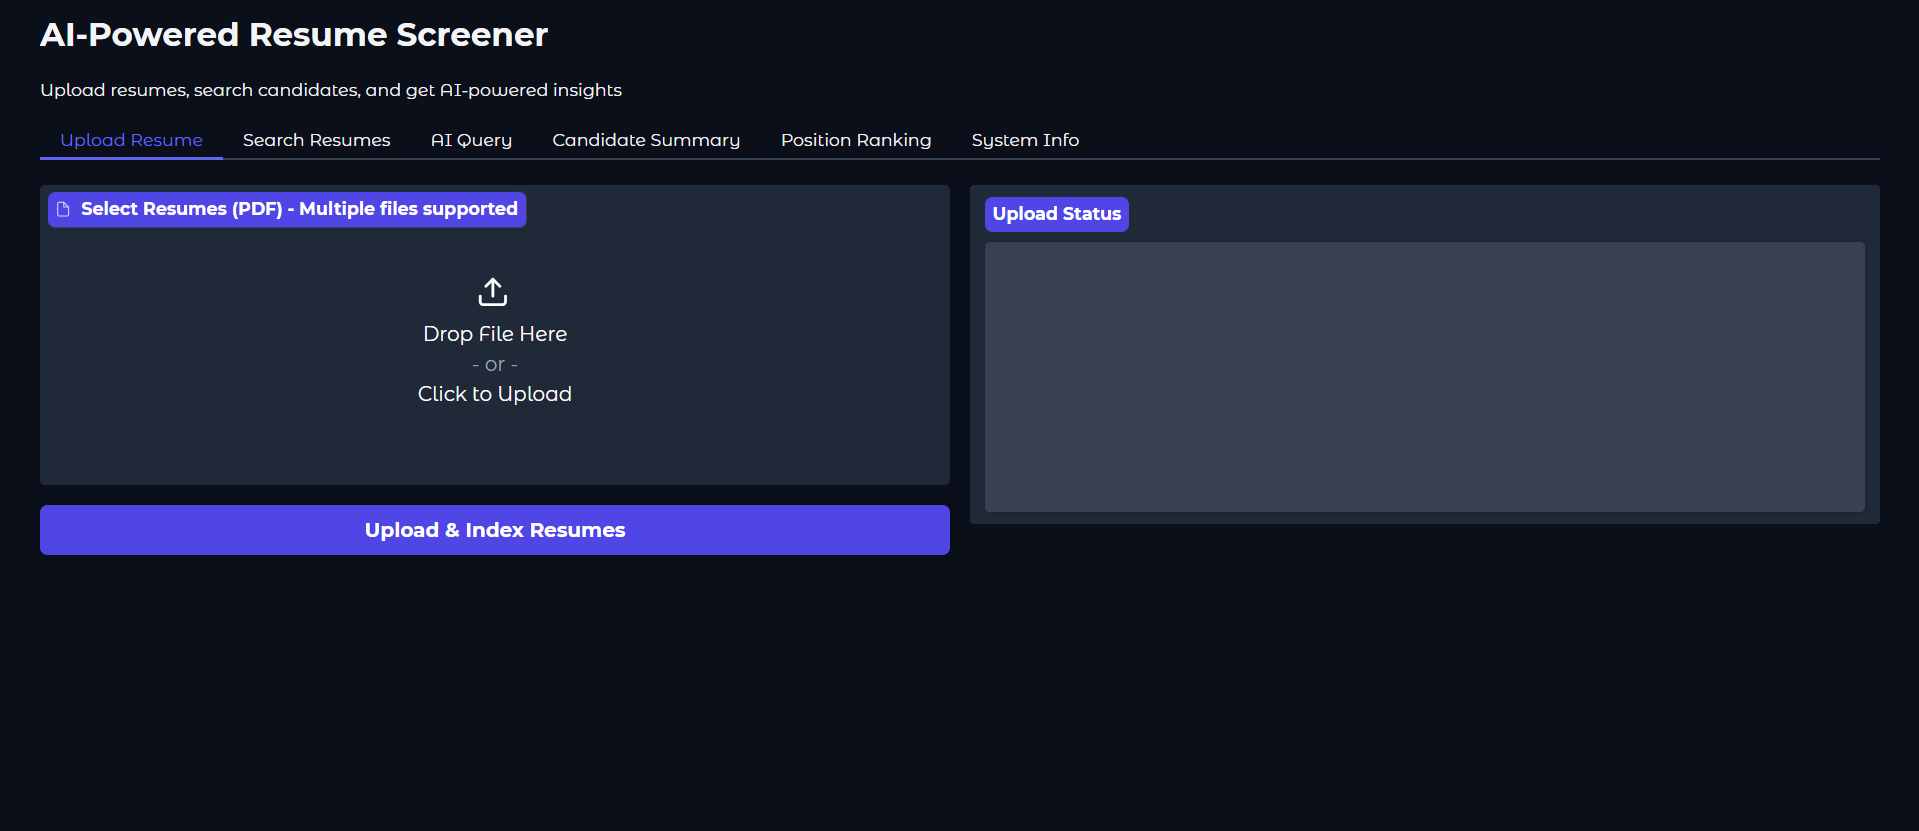 AI-Powered Resume Screener
Upload resumes, search candidates, and get AI-powered insights
Upload Resume Search Resumes AI Query Candidate Summary Position Ranking System Info
Select Resumes (PDF) - Multiple files supported
Drop File Here
- or -
Click to Upload
Upload & Index Resumes
Upload Status